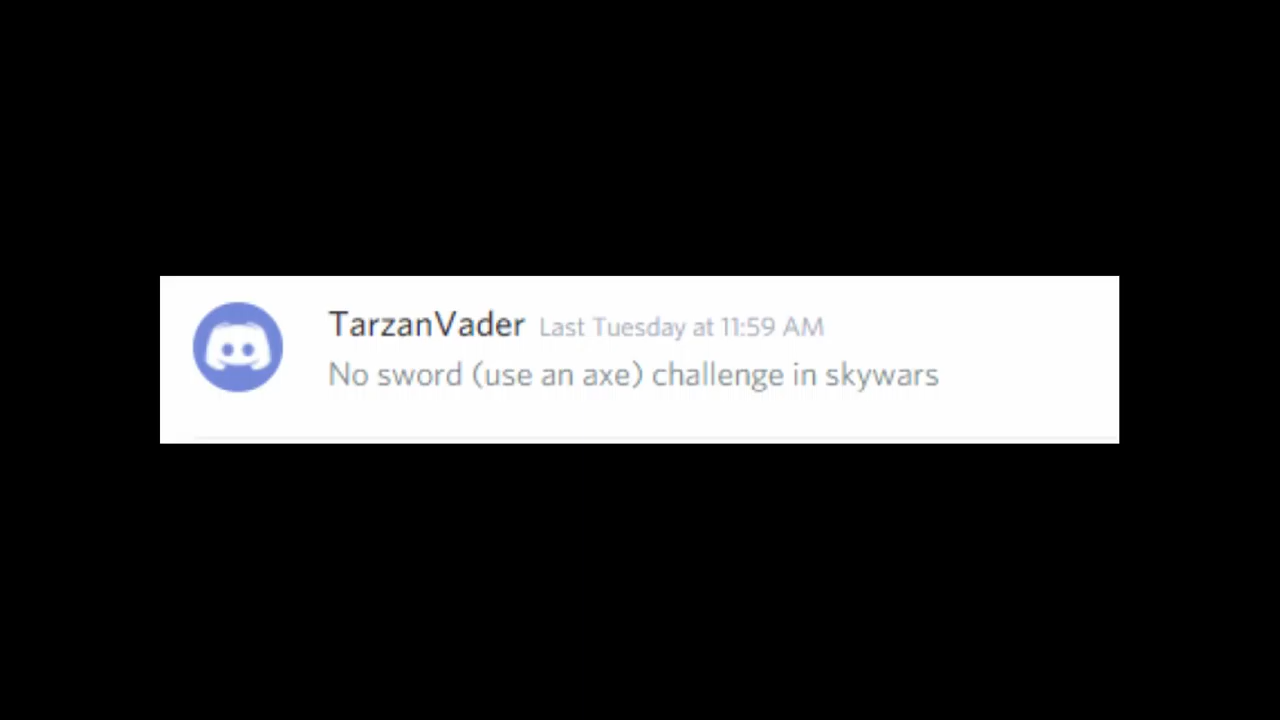 TarzanVader Last Tuesday at 11:59 AM
No sword (use an axe) challenge in skywars